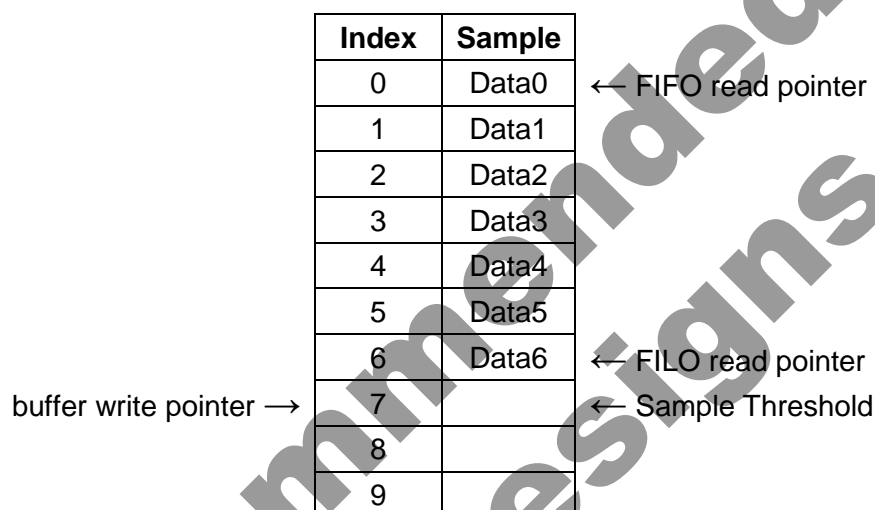 Index Sample
0 Data0 ← FIFO read pointer
1 Data1
2 Data2
3 Data3
4 Data4
5 Data5
6 Data6 ← FILO read pointer
buffer write pointer → 7 ← Sample Threshold
8
9